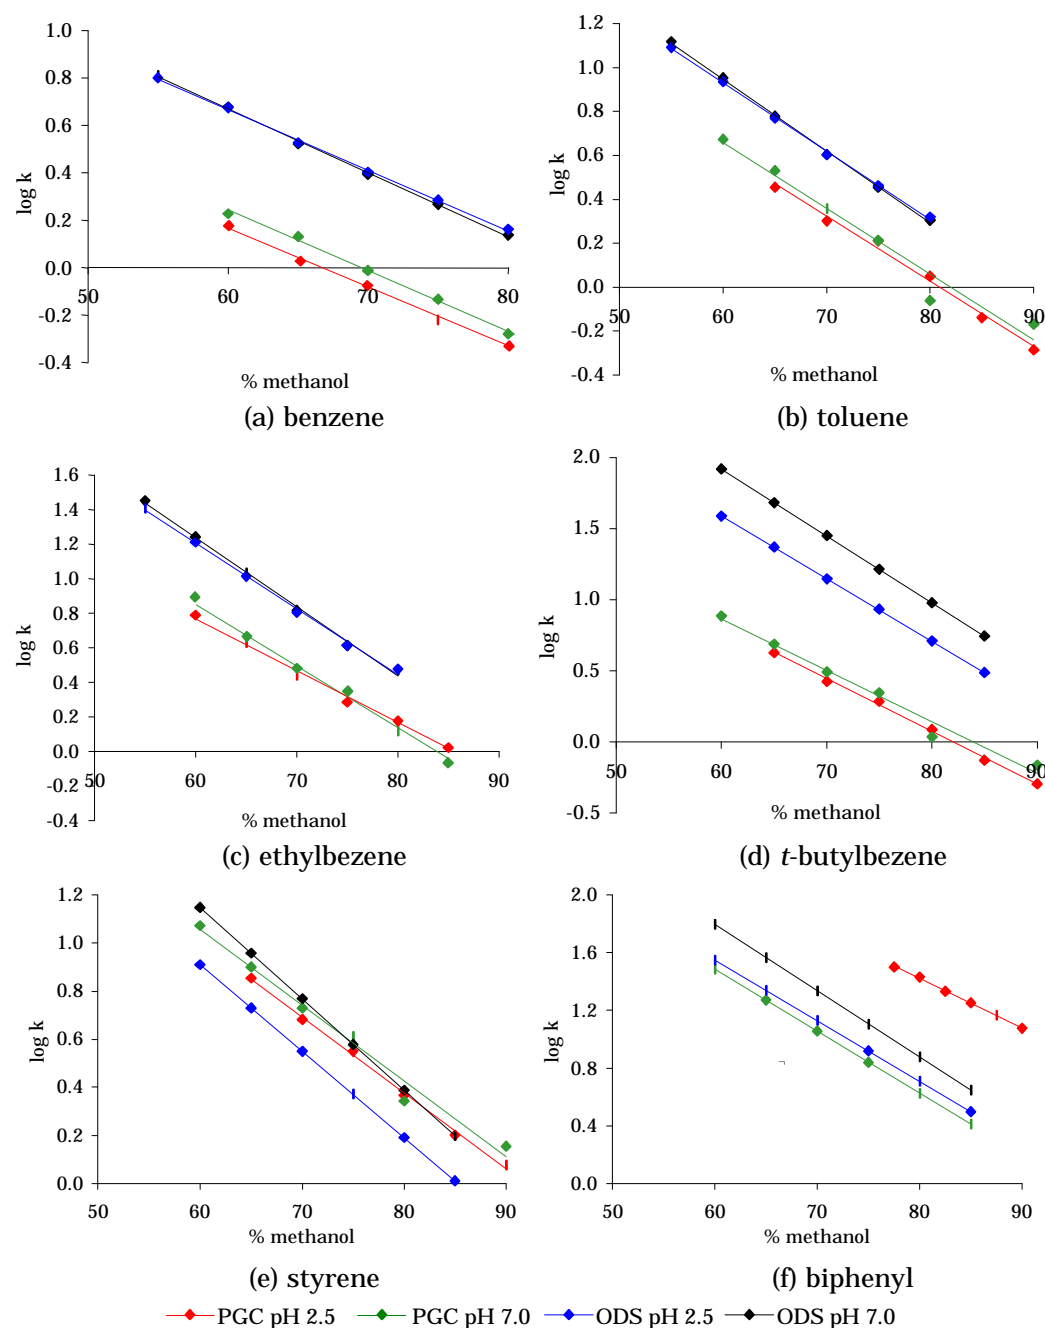 1.0
0.8
0.6
0.4
0.2
0.0
-0.2
-0.4
50 60 70 80
log k
% methanol
(a) benzene
1.2
1.0
0.8
0.6
0.4
0.2
0.0
-0.2
-0.4
50 60 70 80 90
log k
% methanol
(b) toluene
1.6
1.4
1.2
1.0
0.8
0.6
0.4
0.2
0.0
-0.2
-0.4
50 60 70 80 90
log k
% methanol
(c) ethylbezene
2.0
1.5
1.0
0.5
0.0
-0.5
50 60 70 80 90
log k
% methanol
(d) t-butylbezene
1.2
1.0
0.8
0.6
0.4
0.2
0.0
50 60 70 80 90
log k
% methanol
(e) styrene
2.0
1.6
1.2
0.8
0.4
0.0
50 60 70 80 90
log k
% methanol
(f) biphenyl
PGC pH 2.5 PGC pH 7.0 ODS pH 2.5 ODS pH 7.0